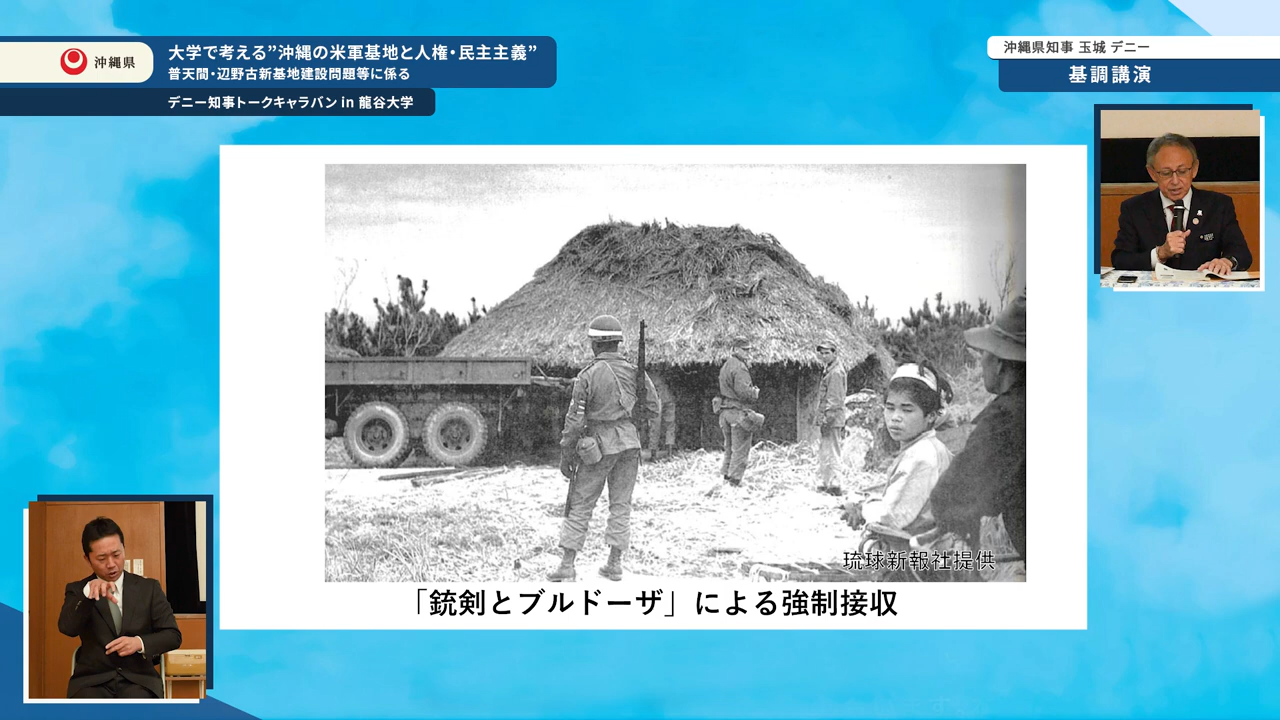 沖縄県
大学で考える”沖縄の米軍基地と人権・民主主義”
普天間・辺野古新基地建設問題等に係る
デニー知事トークキャラバン in 龍谷大学
沖縄県知事 玉城 デニー
基調講演
琉球新報社提供
「銃剣とブルドーザ」による強制接収